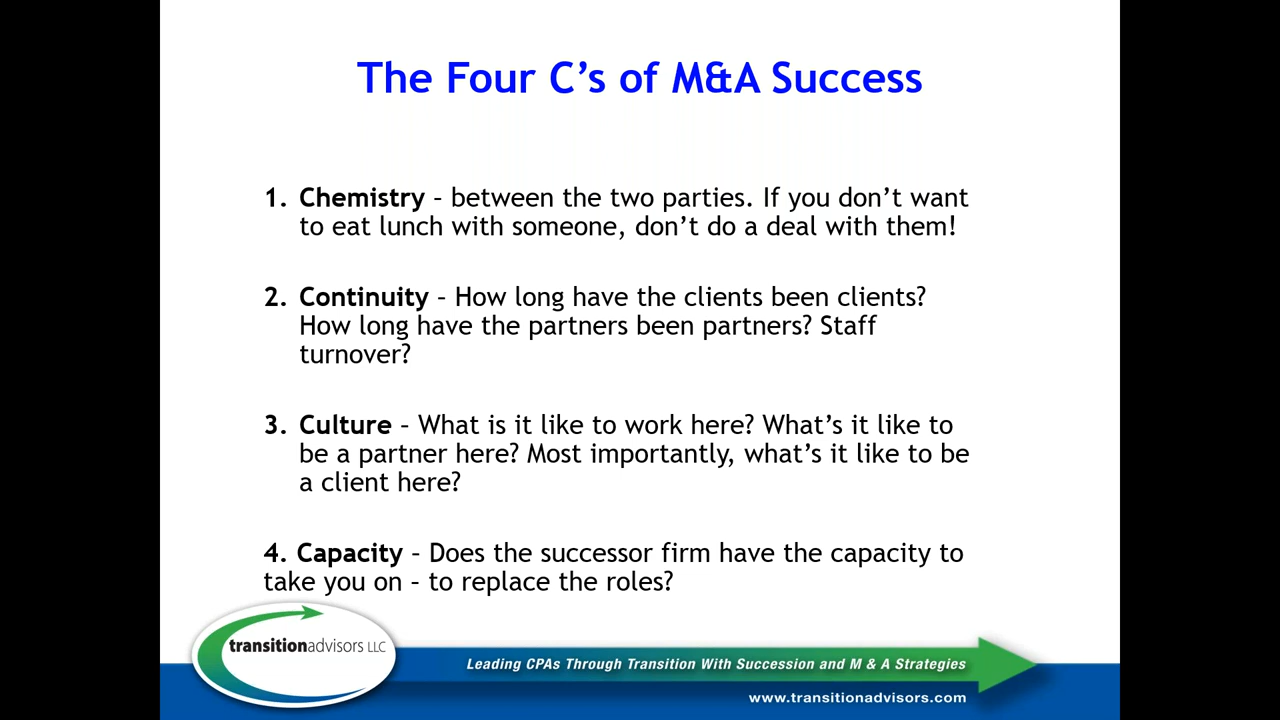 The Four C’s of M&A Success
1. Chemistry – between the two parties. If you don’t want
to eat lunch with someone, don’t do a deal with them!
2. Continuity – How long have the clients been clients?
How long have the partners been partners? Staff
turnover?
3. Culture – What is it like to work here? What’s it like to
be a partner here? Most importantly, what’s it like to be
a client here?
4. Capacity – Does the successor firm have the capacity to
take you on – to replace the roles?
transitionadvisors LLC
Leading CPAs Through Transition With Succession and M & A Strategies
www.transitionadvisors.com